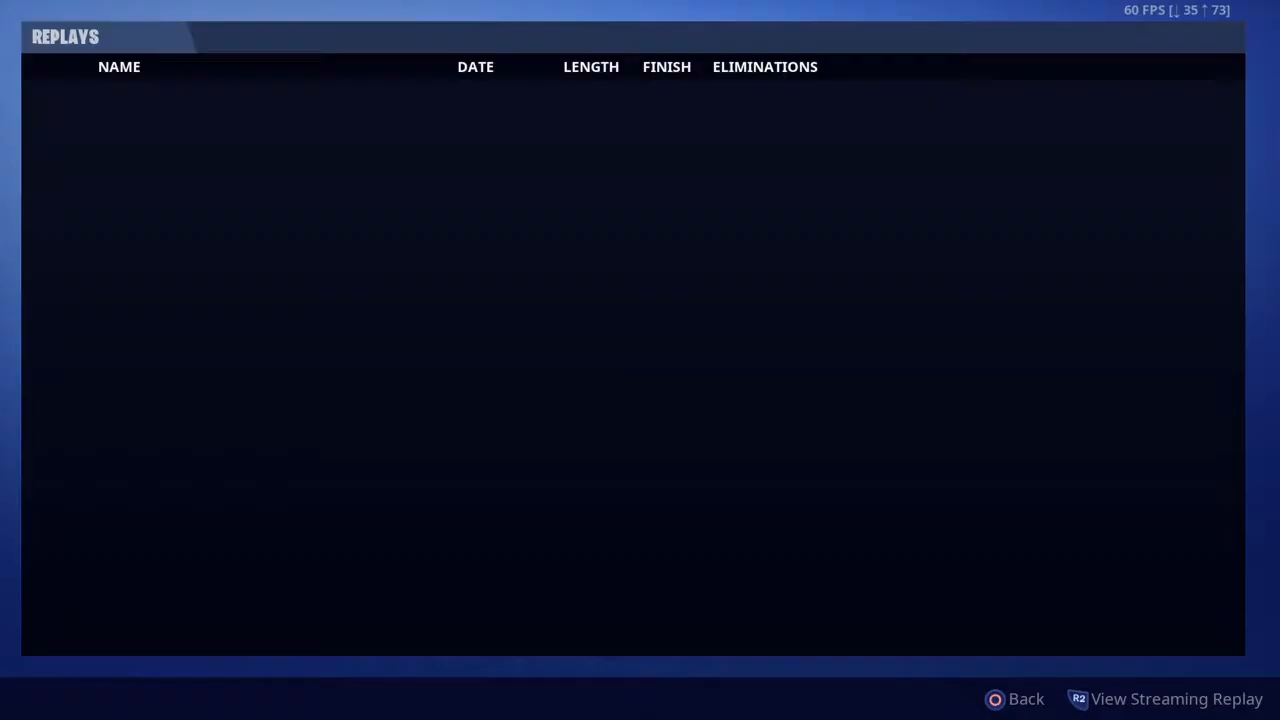 60 FPS [↓ 35 ↑ 73]
REPLAYS
NAME DATE LENGTH FINISH ELIMINATIONS
Back R2 View Streaming Replay